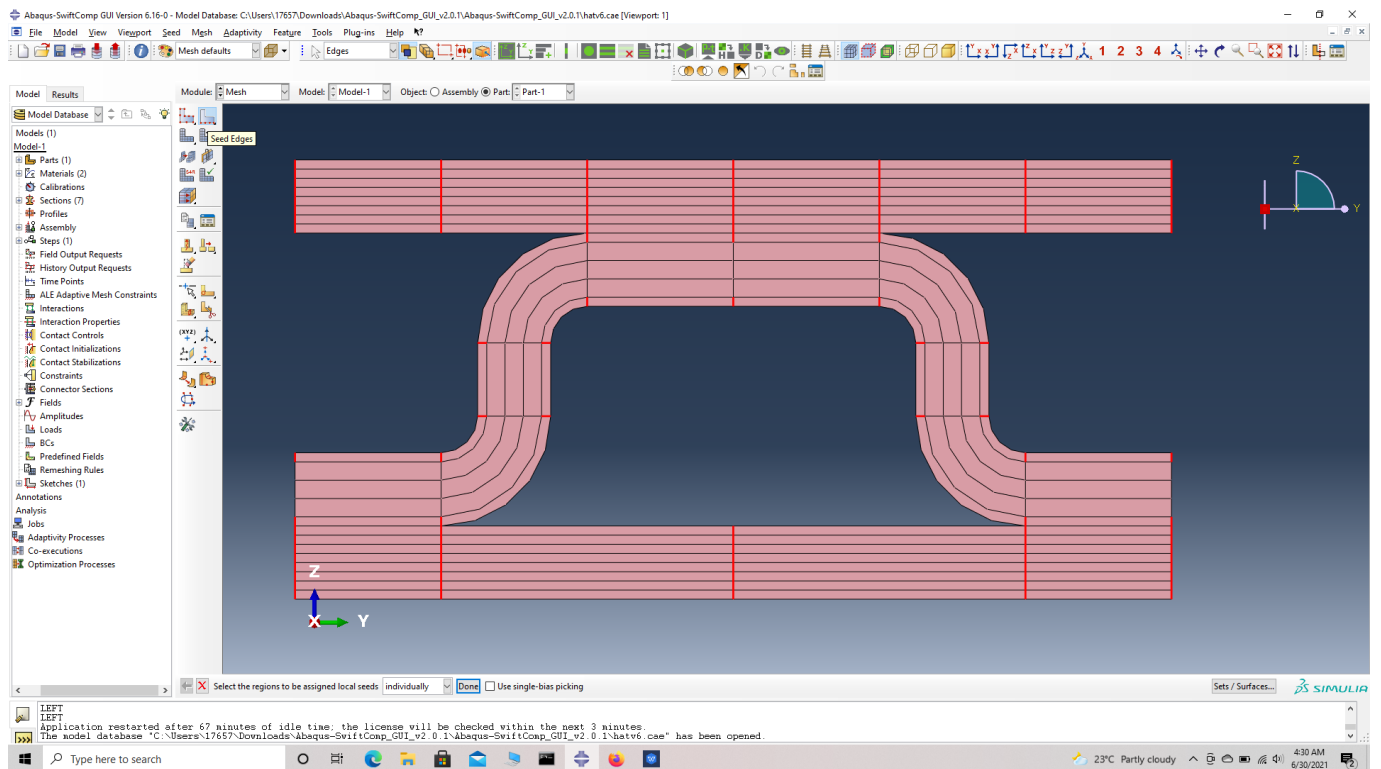 Abaqus-SwiftComp GUI Version 6.16-0 - Model Database: C:\Users\17657\Downloads\Abaqus-SwiftComp_GUI_v2.0.1\Abaqus-SwiftComp_GUI_v2.0.1\hatv6.cae [Viewport: 1]
File Model View Viewport Seed Mesh Adaptivity Feature Tools Plug-ins Help
Mesh defaults Edges 1 2 3 4
Model Results Module: Mesh Model: Model-1 Object: Assembly Part: Part-1
Model Database
Models (1)
Seed Edges
Model-1
Parts (1)
Materials (2)
Calibrations
Sections (7)
Profiles
Assembly
Steps (1)
Field Output Requests
History Output Requests
Time Points
ALE Adaptive Mesh Constraints
Interactions
Interaction Properties
Contact Controls
Contact Initializations
Contact Stabilizations
Constraints
Connector Sections
Fields
Amplitudes
Loads
BCs
Predefined Fields
Remeshing Rules
Sketches (1)
Annotations
Analysis
Jobs
Adaptivity Processes
Co-executions
Optimization Processes
(XYZ)
Z
X Y
Z
X Y
Select the regions to be assigned local seeds individually Done Use single-bias picking Sets / Surfaces... SIMULIA
LEFT
LEFT
Application restarted after 67 minutes of idle time; the license will be checked within the next 3 minutes
The model database "C:\Users\17657\Downloads\Abaqus-SwiftComp_GUI_v2.0.1\Abaqus-SwiftComp_GUI_v2.0.1\hatv6.cae" has been opened.
Type here to search 23°C Partly cloudy 4:30 AM
6/30/2021